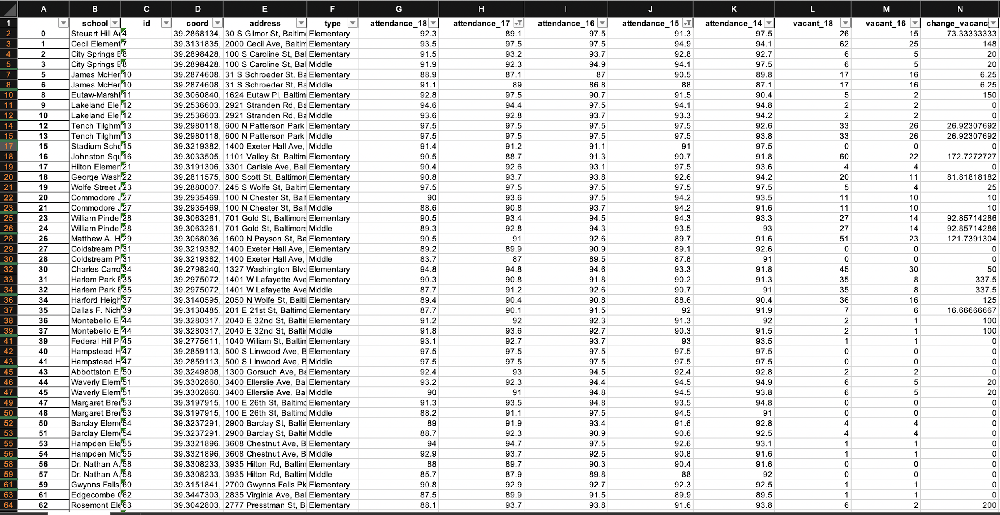 A B C D E F G H I J K L M N
1 school id coord address type attendance_18 attendance_17 attendance_16 attendance_15 attendance_14 vacant_18 vacant_16 change_vacanc
2 0 Steuart Hill Ac 4 39.2868134, 30 S Gilmor St, Baltimo Elementary 92.3 89.1 97.5 91.3 97.5 26 15 73.33333333
3 1 Cecil Element 7 39.3131835, 2000 Cecil Ave, Baltim Elementary 93.5 97.5 97.5 94.9 94.1 62 25 148
4 2 City Springs E 8 39.2898428, 100 S Caroline St, Bal Elementary 91.5 93.2 93.7 92.8 92.7 6 5 20
5 3 City Springs E 8 39.2898428, 100 S Caroline St, Bal Middle 91.9 92.3 94.9 94.1 97.5 6 5 20
7 5 James McHer 10 39.2874608, 31 S Schroeder St, Ba Elementary 88.9 87.1 87 90.5 89.8 17 16 6.25
8 6 James McHer 10 39.2874608, 31 S Schroeder St, Ba Middle 91.1 89 86.8 88 87.1 17 16 6.25
10 8 Eutaw-Marshb 11 39.3060840, 1624 Eutaw Pl, Baltim Elementary 92.8 97.5 90.7 91.5 90.4 5 2 150
11 9 Lakeland Ele 12 39.2536603, 2921 Stranden Rd, Ba Elementary 94.6 94.4 97.5 94.1 94.8 2 2 0
12 10 Lakeland Ele 12 39.2536603, 2921 Stranden Rd, Ba Middle 93.6 92.8 93.7 93.3 94.2 2 2 0
14 12 Tench Tilghm 13 39.2980118, 600 N Patterson Park Elementary 97.5 97.5 97.5 97.5 92.6 33 26 26.92307692
15 13 Tench Tilghm 13 39.2980118, 600 N Patterson Park Middle 97.5 97.5 97.5 97.5 93.8 33 26 26.92307692
17 15 Stadium Scho 15 39.3219382, 1400 Exeter Hall Ave, Middle 91.4 91.2 91.1 91 97.5 0 0 0
18 16 Johnston Squ 16 39.3033505, 1101 Valley St, Baltim Elementary 90.5 88.7 91.3 90.7 91.8 60 22 172.7272727
19 17 Hilton Elemen 21 39.3191306, 3301 Carlisle Ave, Bal Elementary 90.4 92.6 93.1 97.5 93.6 4 4 0
20 18 George Wash 22 39.2811575, 800 Scott St, Baltimore Elementary 90.8 93.7 93.8 92.6 94.2 20 11 81.81818182
21 19 Wolfe Street A 23 39.2880007, 245 S Wolfe St, Baltim Elementary 97.5 97.5 97.5 97.5 97.5 5 4 25
22 20 Commodore J 27 39.2935469, 100 N Chester St, Balt Elementary 90 93.6 97.5 94.2 93.5 11 10 10
23 21 Commodore J 27 39.2935469, 100 N Chester St, Balt Middle 88.6 90.8 93.7 94.2 91.6 11 10 10
25 23 William Pinde 28 39.3063261, 701 Gold St, Baltimore Elementary 90.5 93.4 94.5 94.3 93.3 27 14 92.85714286
26 24 William Pinde 28 39.3063261, 701 Gold St, Baltimore Middle 89.3 92.8 94.3 93.5 93 27 14 92.85714286
28 26 Matthew A. H 29 39.3068036, 1600 N Payson St, Ba Elementary 90.5 91 92.6 89.7 91.6 51 23 121.7391304
29 27 Coldstream P 31 39.3219382, 1400 Exeter Hall Ave, Elementary 89.2 89.9 90.9 89.1 92.6 0 0 0
30 28 Coldstream P 31 39.3219382, 1400 Exeter Hall Ave, Middle 83.7 87 89.5 87.8 91 0 0 0
32 30 Charles Carro 34 39.2798240, 1327 Washington Blvd Elementary 94.8 94.8 94.6 93.3 91.8 45 30 50
33 31 Harlem Park E 35 39.2975072, 1401 W Lafayette Ave Elementary 90.3 90.8 91.8 90.2 91.3 35 8 337.5
34 32 Harlem Park E 35 39.2975072, 1401 W Lafayette Ave Middle 87.7 91.2 92.6 90.7 91 35 8 337.5
36 34 Harford Heigh 37 39.3140595, 2050 N Wolfe St, Balti Elementary 89.4 90.4 90.8 88.6 90.4 36 16 125
37 35 Dallas F. Nich 39 39.3130485, 201 E 21st St, Baltimo Elementary 87.7 90.1 91.5 92 91.9 7 6 16.66666667
38 36 Montebello El 44 39.3280317, 2040 E 32nd St, Baltir Elementary 91.2 92 92.3 91.3 92 2 1 100
39 37 Montebello El 44 39.3280317, 2040 E 32nd St, Baltir Middle 91.8 93.6 92.7 90.3 91.5 2 1 100
41 39 Federal Hill P 45 39.2775611, 1040 William St, Baltim Elementary 93.1 92.7 93.7 93 93.5 1 1 0
42 40 Hampstead H 47 39.2859113, 500 S Linwood Ave, B Elementary 97.5 97.5 97.5 97.5 97.5 0 0 0
43 41 Hampstead H 47 39.2859113, 500 S Linwood Ave, B Middle 97.5 97.5 97.5 97.5 97.5 0 0 0
45 43 Abbottston El 50 39.3249808, 1300 Gorsuch Ave, Ba Elementary 92.4 93 94.5 92.4 92.8 2 2 0
46 44 Waverly Elem 51 39.3302860, 3400 Ellerslie Ave, Bal Elementary 93.2 92.3 94.4 94.5 94.9 6 5 20
47 45 Waverly Elem 51 39.3302860, 3400 Ellerslie Ave, Bal Middle 90 91 94.8 94.5 93.8 6 5 20
49 47 Margaret Brer 53 39.3197915, 100 E 26th St, Baltimo Elementary 91.3 93.5 94.8 93.5 94.8 0 0 0
50 48 Margaret Brer 53 39.3197915, 100 E 26th St, Baltimo Middle 88.2 91.1 97.5 94.5 91 0 0 0
52 50 Barclay Eleme 54 39.3237291, 2900 Barclay St, Baltir Elementary 89 91.9 93.4 91.6 92.8 4 4 0
53 51 Barclay Eleme 54 39.3237291, 2900 Barclay St, Baltir Middle 88.7 92.3 90.9 90.6 92.5 4 4 0
55 53 Hampden Ele 55 39.3321896, 3608 Chestnut Ave, B Elementary 94 94.7 97.5 92.6 93.1 1 1 0
56 54 Hampden Mid 55 39.3321896, 3608 Chestnut Ave, B Middle 92.9 93.7 92.5 90.8 91.6 1 1 0
58 56 Dr. Nathan A. 58 39.3308233, 3935 Hilton Rd, Baltim Elementary 88 89.7 90.3 90.4 91.6 0 0 0
59 57 Dr. Nathan A. 58 39.3308233, 3935 Hilton Rd, Baltim Middle 85.7 87.9 89.8 88 92 0 0 0
61 59 Gwynns Falls 60 39.3151841, 2700 Gwynns Falls Pk Elementary 90.8 92.9 92.7 92.3 92.5 1 1 0
63 61 Edgecombe C 62 39.3447303, 2835 Virginia Ave, Bal Elementary 87.5 89.9 91.5 89.9 89.5 1 1 0
64 62 Rosemont Ele 63 39.3042803, 2777 Presstman St, B Elementary 88.1 93.7 93.8 91.6 93.8 6 2 200